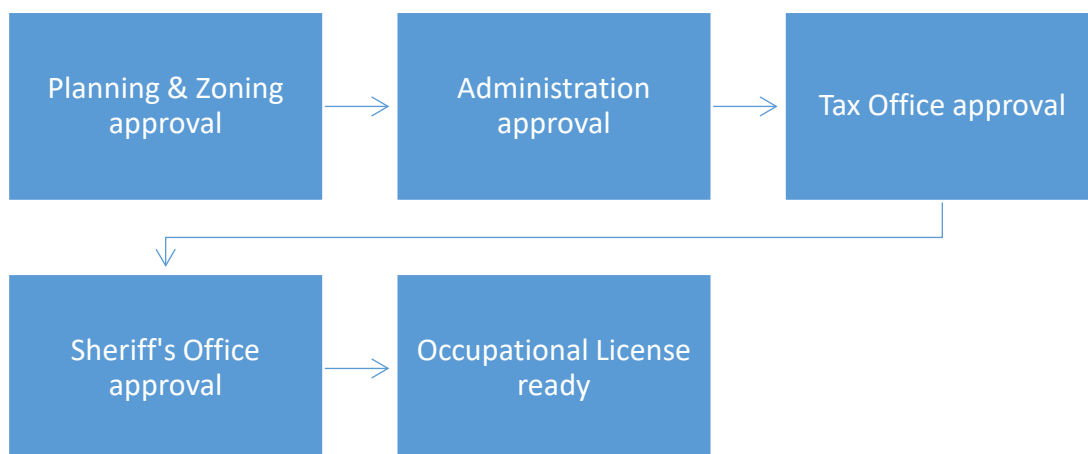 Planning & Zoning
approval
Administration
approval
Tax Office approval
Sheriff's Office
approval
Occupational License
ready